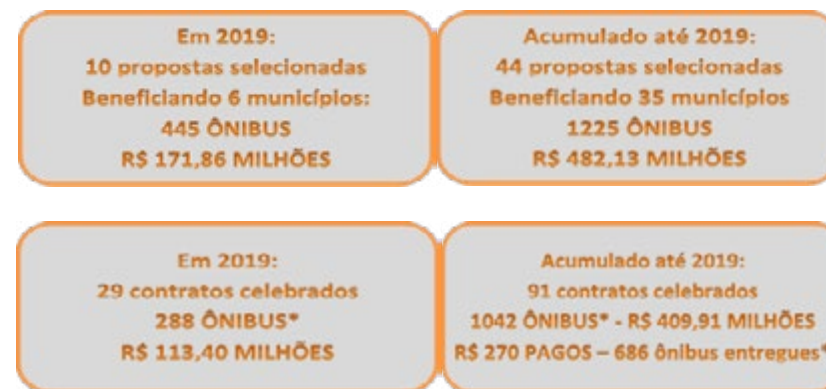 Em 2019:
10 propostas selecionadas
Beneficiando 6 municípios:
445 ÔNIBUS
R$ 171,86 MILHÕES
Acumulado até 2019:
44 propostas selecionadas
Beneficiando 35 municípios
1225 ÔNIBUS
R$ 482,13 MILHÕES
Em 2019:
29 contratos celebrados
288 ÔNIBUS*
R$ 113,40 MILHÕES
Acumulado até 2019:
91 contratos celebrados
1042 ÔNIBUS* - R$ 409,91 MILHÕES
R$ 270 PAGOS – 686 ônibus entregues*